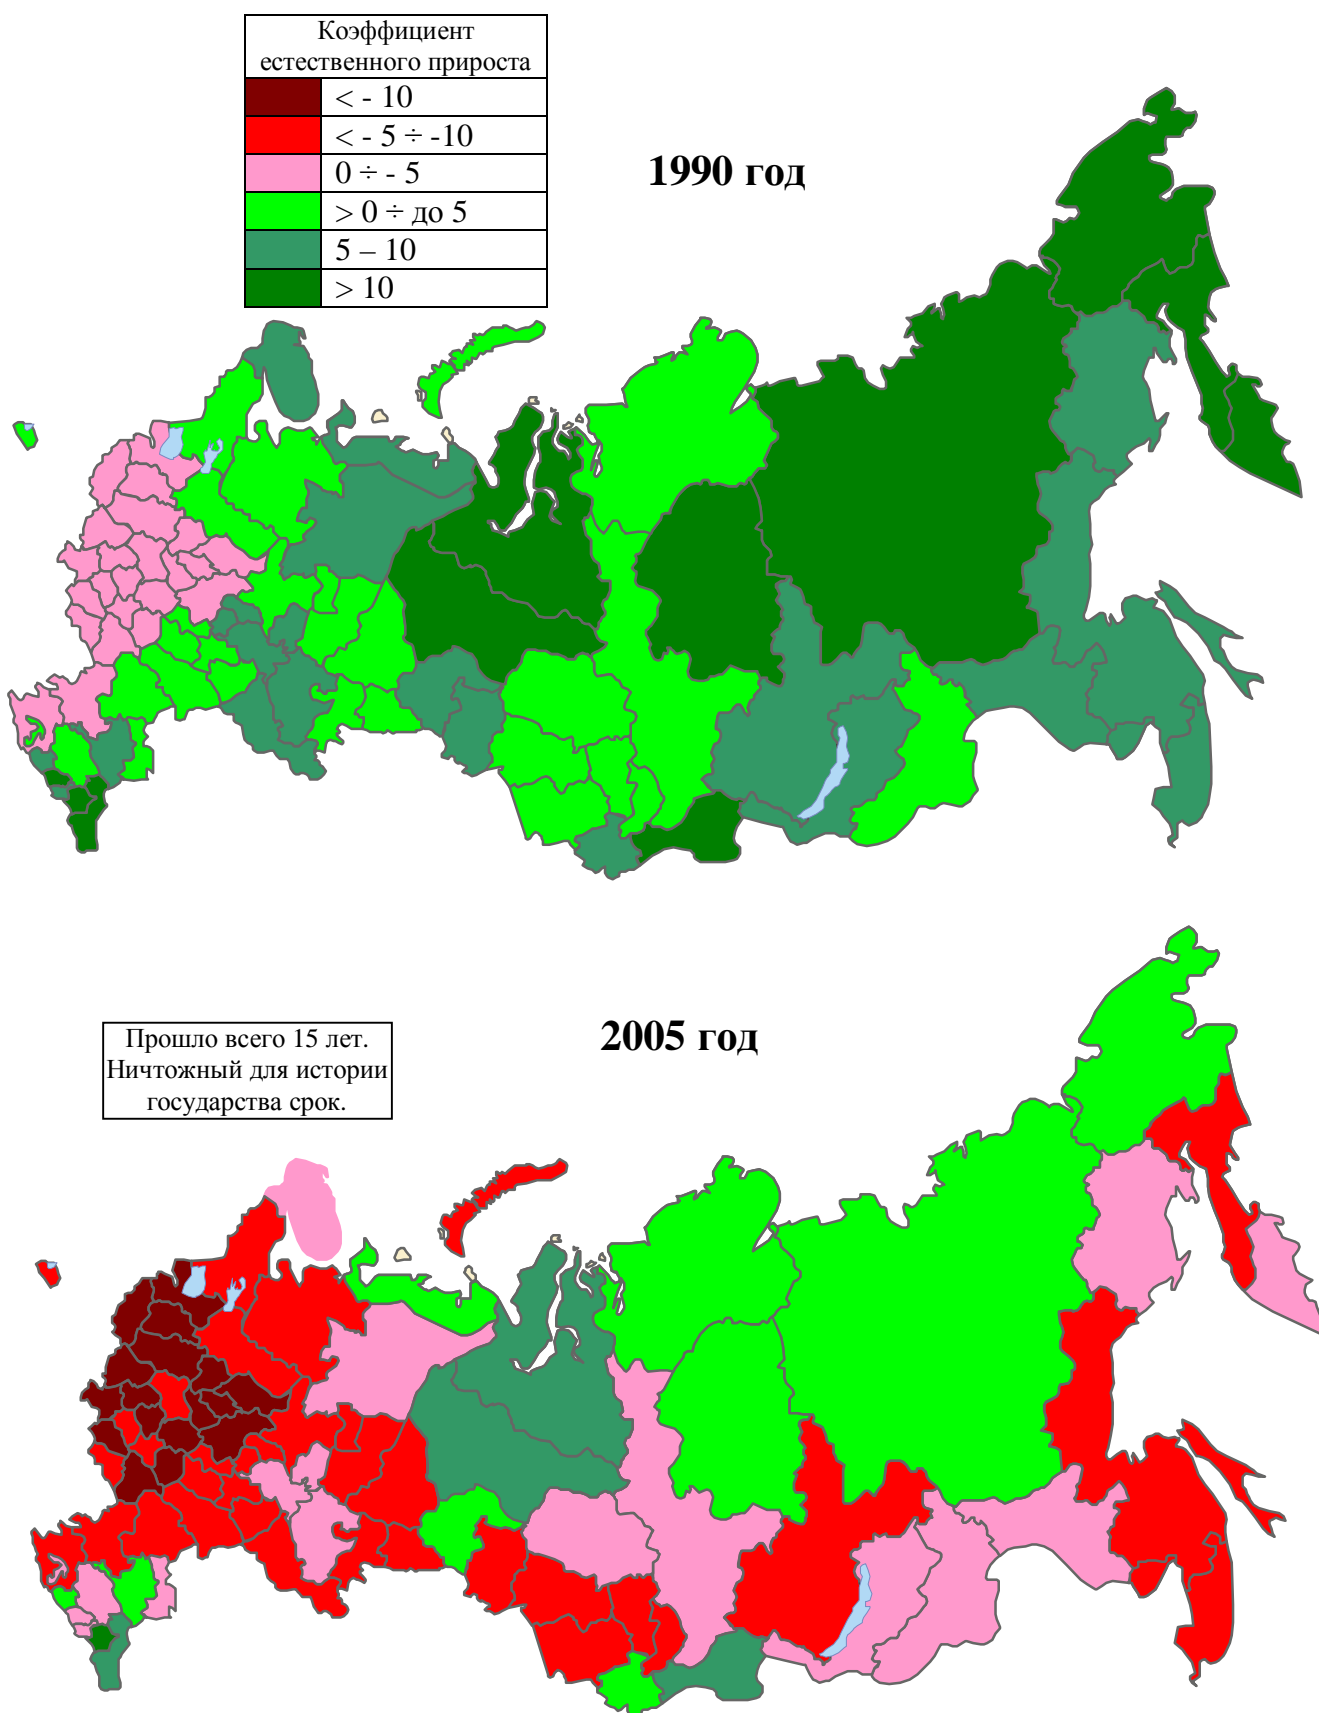 Коэффициент
естественного прироста
< - 10
< - 5 ÷ -10
0 ÷ - 5
> 0 ÷ до 5
5 – 10
> 10
1990 год
2005 год
Прошло всего 15 лет.
Ничтожный для истории
государства срок.